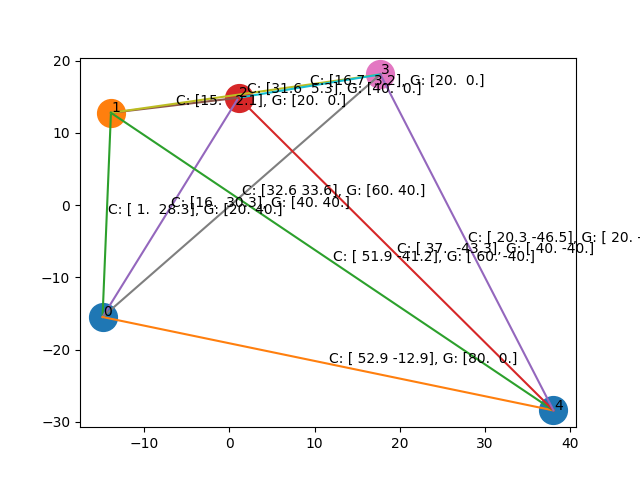 20
10
0
−10
−20
−30
−10
0
10
20
30
40
0
1
2
3
4
C: [16.7 3.2], G: [20. 0.]
C: [31.6 5.3], G: [40. 0.]
C: [15. 2.1], G: [20. 0.]
C: [32.6 33.6], G: [60. 40.]
C: [16. 30.3], G: [40. 40.]
C: [ 1. 28.3], G: [20. 40.]
C: [ 20.3 -46.5], G: [ 20. -
C: [ 37. -43.3], G: [ 40. -40.]
C: [ 51.9 -41.2], G: [ 60. -40.]
C: [ 52.9 -12.9], G: [80. 0.]